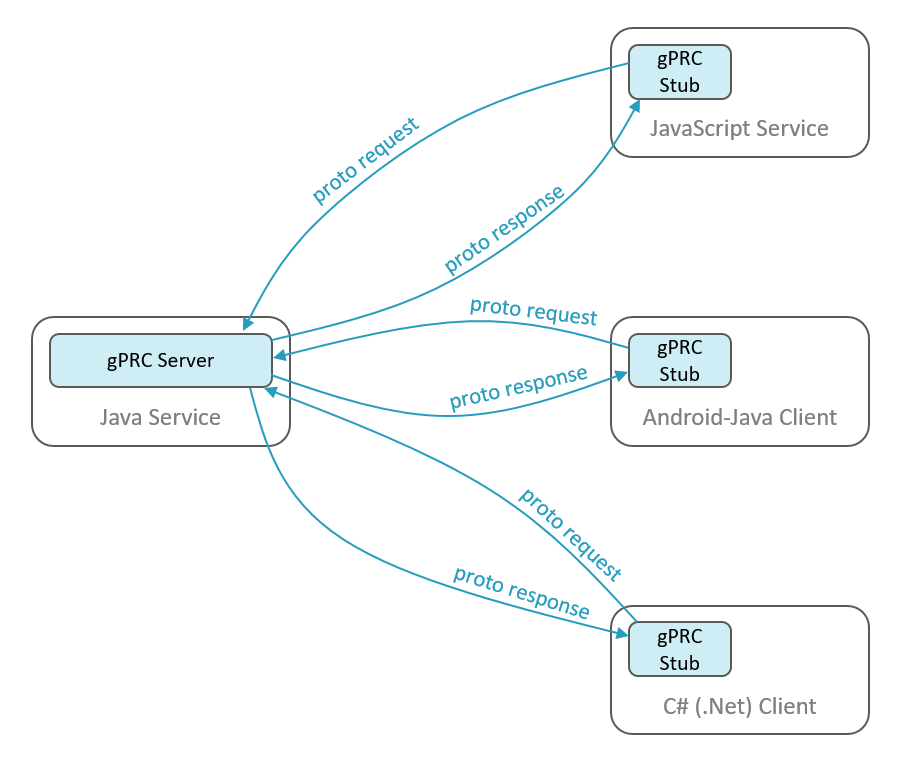 gPRC
Stub
JavaScript Service
proto request
proto response
proto request
gPRC Server
Java Service
gPRC
Stub
Android-Java Client
proto response
proto request
proto response
gPRC
Stub
C# (.Net) Client